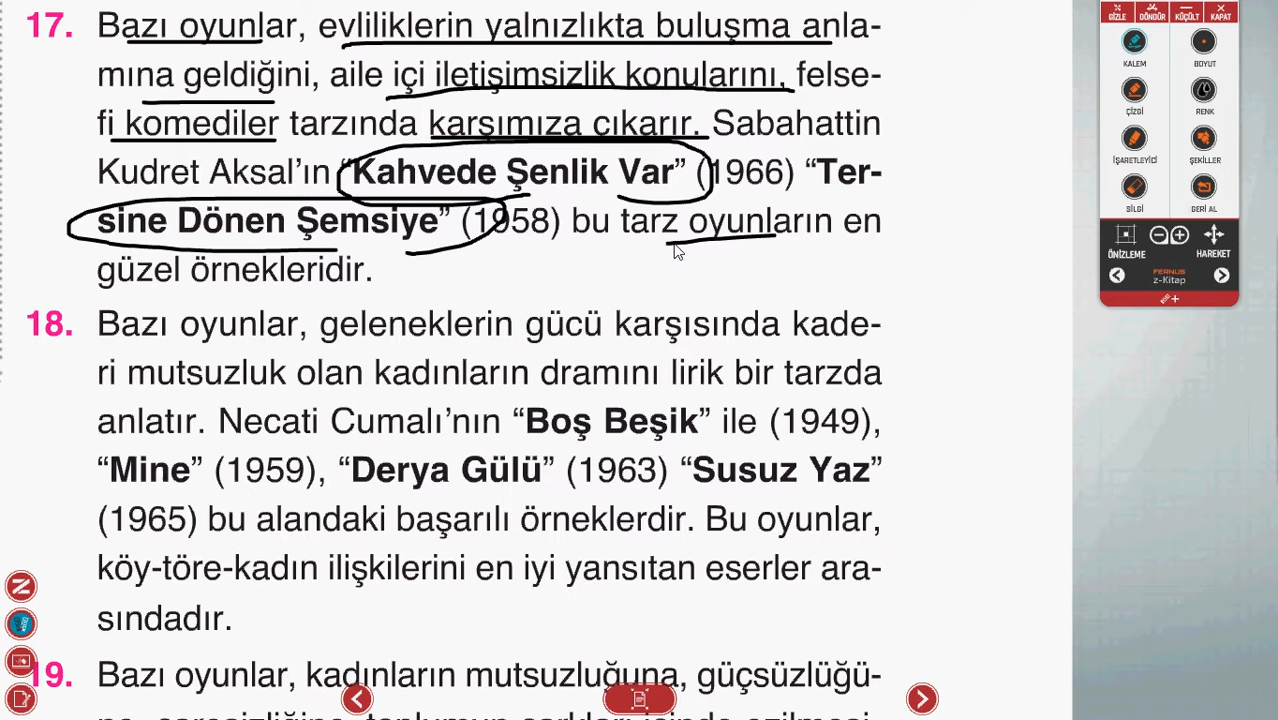 17. Bazı oyunlar, evliliklerin yalnızlıkta buluşma anla-
mına geldiğini, aile içi iletişimsizlik konularını, felse-
fi komediler tarzında karşımıza çıkarır. Sabahattin
Kudret Aksal’ın “Kahvede Şenlik Var” (1966) “Ter-
sine Dönen Şemsiye” (1958) bu tarz oyunların en
güzel örnekleridir.
18. Bazı oyunlar, geleneklerin gücü karşısında kade-
ri mutsuzluk olan kadınların dramını lirik bir tarzda
anlatır. Necati Cumalı’nın “Boş Beşik” ile (1949),
“Mine” (1959), “Derya Gülü” (1963) “Susuz Yaz”
(1965) bu alandaki başarılı örneklerdir. Bu oyunlar,
köy-töre-kadın ilişkilerini en iyi yansıtan eserler ara-
sındadır.
19. Bazı oyunlar, kadınların mutsuzluğuna, güçsüzlüğü-
GİZLE DÖNDÜR KÜÇÜLT KAPAT
KALEM BOYUT
ÇİZGİ RENK
İŞARETLEYİCİ ŞEKİLLER
SİLGİ GERİ AL
ÖNİZLEME HAREKET
FERNUS
z-Kitap